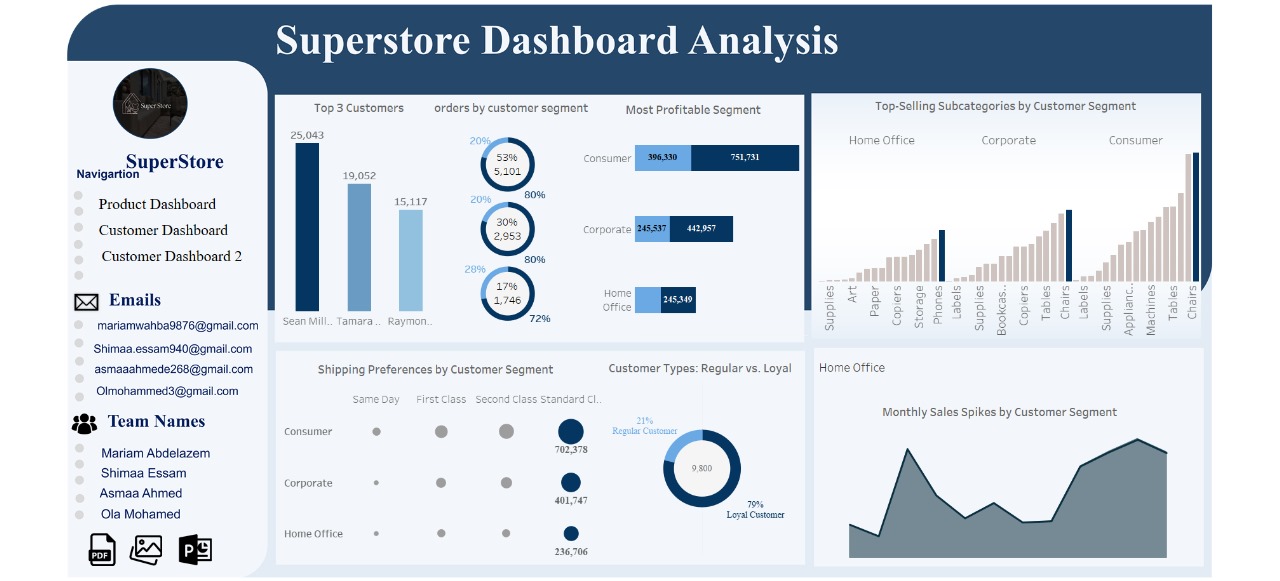 Superstore Dashboard Analysis
SuperStore
SuperStore
Navigartion
Product Dashboard
Customer Dashboard
Customer Dashboard 2
Emails
mariamwahba9876@gmail.com
Shimaa.essam940@gmail.com
asmaaahmede268@gmail.com
Olmohammed3@gmail.com
Team Names
Mariam Abdelazem
Shimaa Essam
Asmaa Ahmed
Ola Mohamed
PDF
P
Top 3 Customers
25,043
19,052
15,117
Sean Mill.. Tamara .. Raymon..
orders by customer segment
20%
53%
5,101
80%
20%
30%
2,953
80%
28%
17%
1,746
72%
Most Profitable Segment
Consumer 396,330 751,731
Corporate 245,537 442,957
Home
Office 245,349
Top-Selling Subcategories by Customer Segment
Home Office Corporate Consumer
Supplies Art Paper Copiers Storage Phones Labels Supplies Bookcas.. Copiers Tables Chairs Labels Supplies Applianc.. Machines Tables Chairs
Shipping Preferences by Customer Segment
Same Day First Class Second Class Standard Cl..
Consumer
702,378
Corporate
401,747
Home Office
236,706
Customer Types: Regular vs. Loyal
21%
Regular Customer
9,800
79%
Loyal Customer
Home Office
Monthly Sales Spikes by Customer Segment